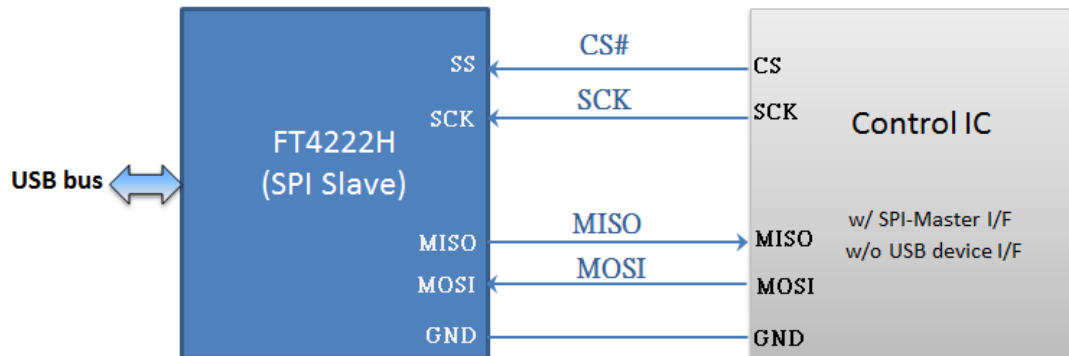 CS#
SS
CS
SCK
SCK
SCK
FT4222H
(SPI Slave)
Control IC
USB bus
MISO
MISO
MISO
w/ SPI-Master I/F
w/o USB device I/F
MOSI
MOSI
MOSI
GND
GND